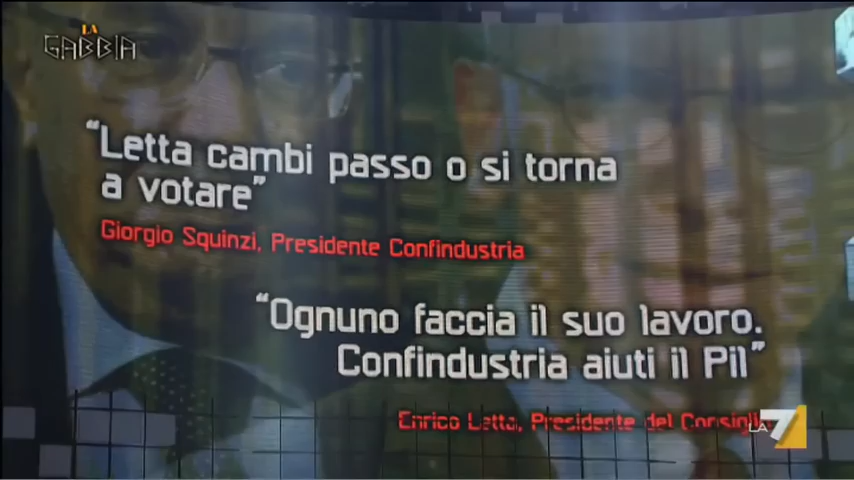 LA
GABBIA
“Letta cambi passo o si torna
a votare”
Giorgio Squinzi, Presidente Confindustria
“Ognuno faccia il suo lavoro.
Confindustria aiuti il Pil”
Enrico Letta, Presidente del
LA7